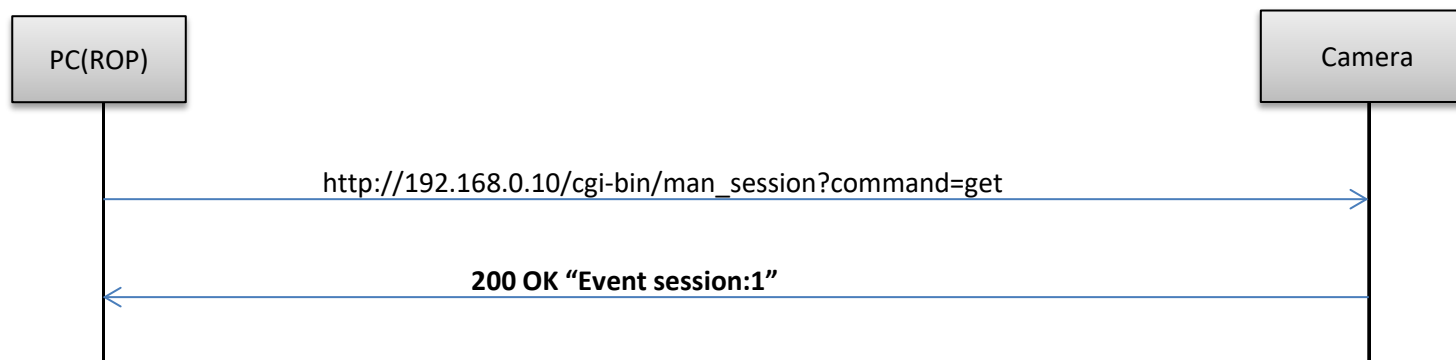 PC(ROP)
Camera
http://192.168.0.10/cgi-bin/man_session?command=get
200 OK “Event session:1”